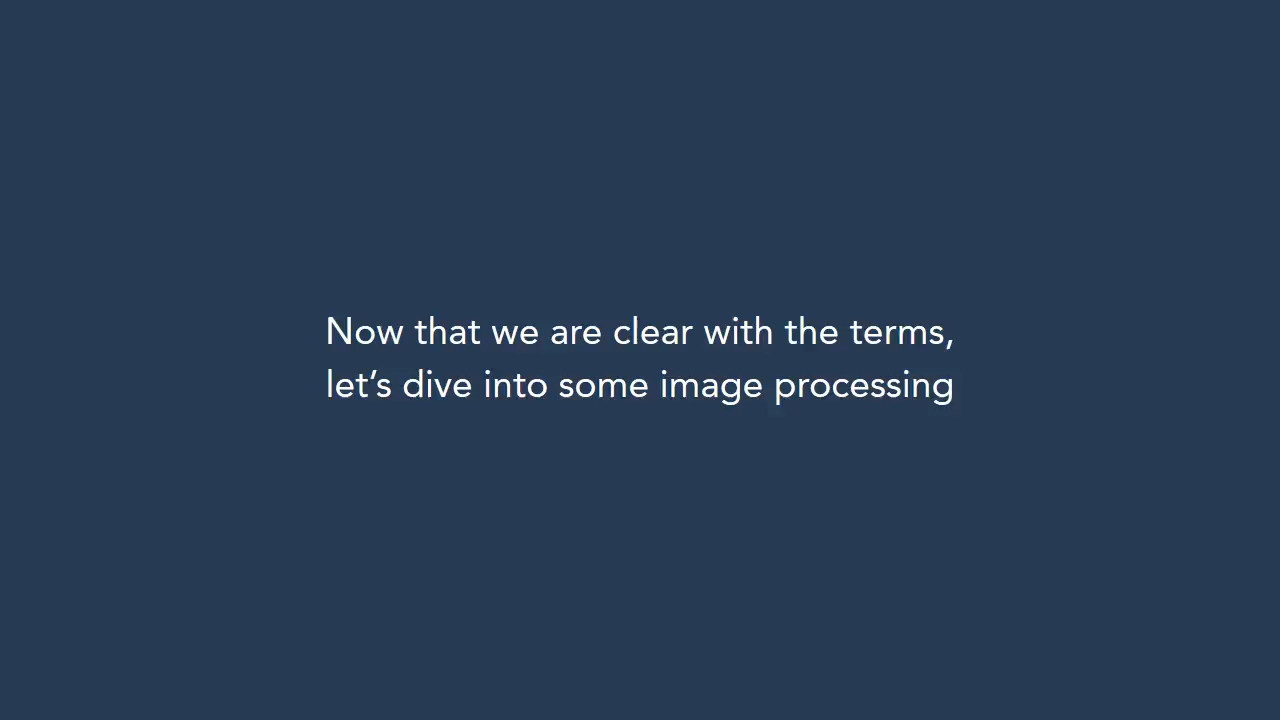 Now that we are clear with the terms,
let’s dive into some image processing